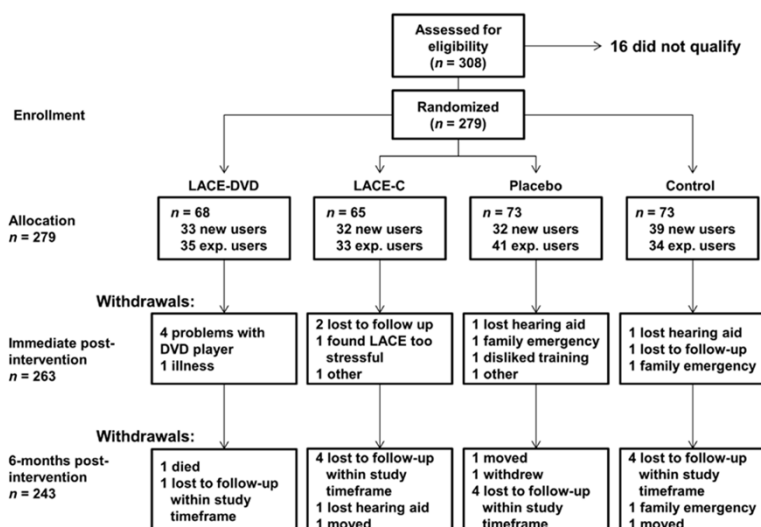 Assessed for
eligibility
(n = 308)
16 did not qualify
Enrollment
Randomized
(n = 279)
LACE-DVD
LACE-C
Placebo
Control
Allocation
n = 279
n = 68
33 new users
35 exp. users
n = 65
32 new users
33 exp. users
n = 73
32 new users
41 exp. users
n = 73
39 new users
34 exp. users
Withdrawals:
Immediate post-
intervention
n = 263
4 problems with
DVD player
1 illness
2 lost to follow up
1 found LACE too
stressful
1 other
1 lost hearing aid
1 family emergency
1 disliked training
1 other
1 lost hearing aid
1 lost to follow-up
1 family emergency
Withdrawals:
6-months post-
intervention
n = 243
1 died
1 lost to follow-up
within study
timeframe
4 lost to follow-up
within study
timeframe
1 lost hearing aid
1 moved
1 moved
1 withdrew
4 lost to follow-up
within study
timeframe
4 lost to follow-up
within study
timeframe
1 family emergency
1 moved